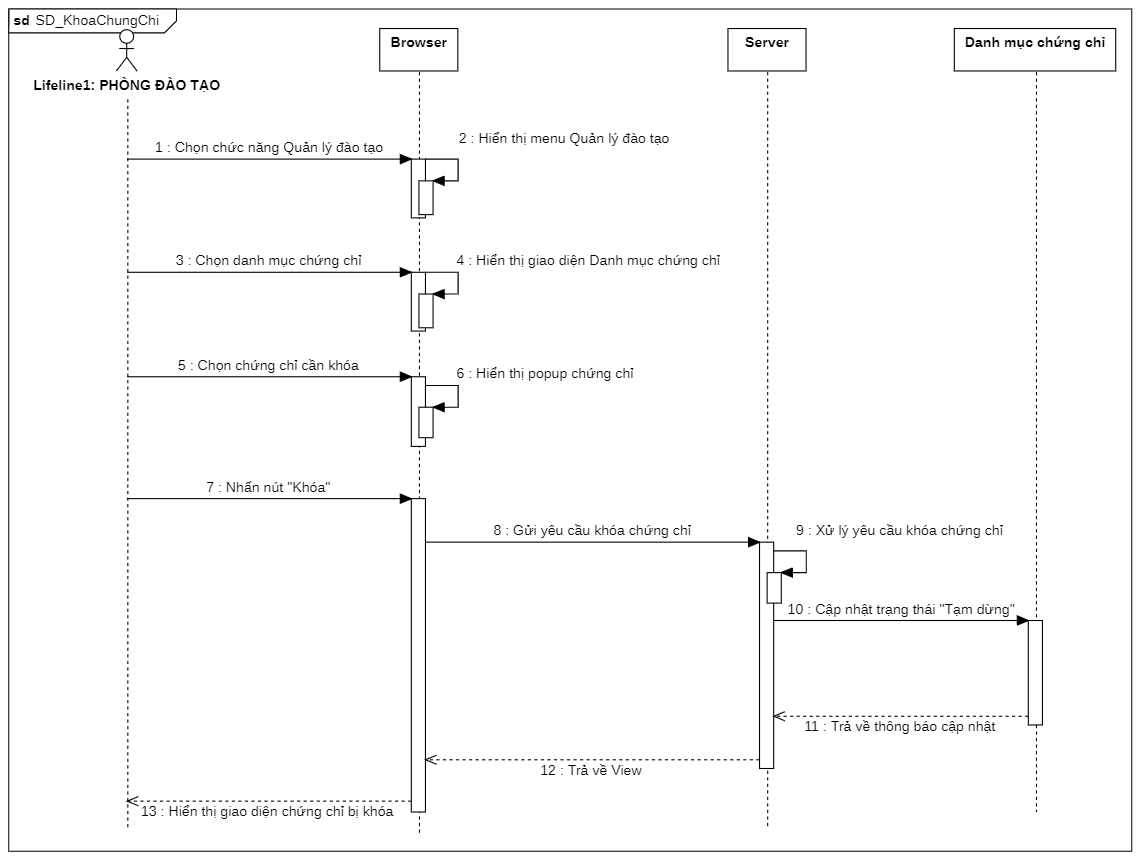 sd SD_KhoaChungChi
Browser
Server
Danh mục chứng chỉ
Lifeline1: PHÒNG ĐÀO TẠO
2 : Hiển thị menu Quản lý đào tạo
1 : Chọn chức năng Quản lý đào tạo
3 : Chọn danh mục chứng chỉ
4 : Hiển thị giao diện Danh mục chứng chỉ
5 : Chọn chứng chỉ cần khóa
6 : Hiển thị popup chứng chỉ
7 : Nhấn nút "Khóa"
8 : Gửi yêu cầu khóa chứng chỉ
9 : Xử lý yêu cầu khóa chứng chỉ
10 : Cập nhật trạng thái "Tạm dừng"
11 : Trả về thông báo cập nhật
12 : Trả về View
13 : Hiển thị giao diện chứng chỉ bị khóa